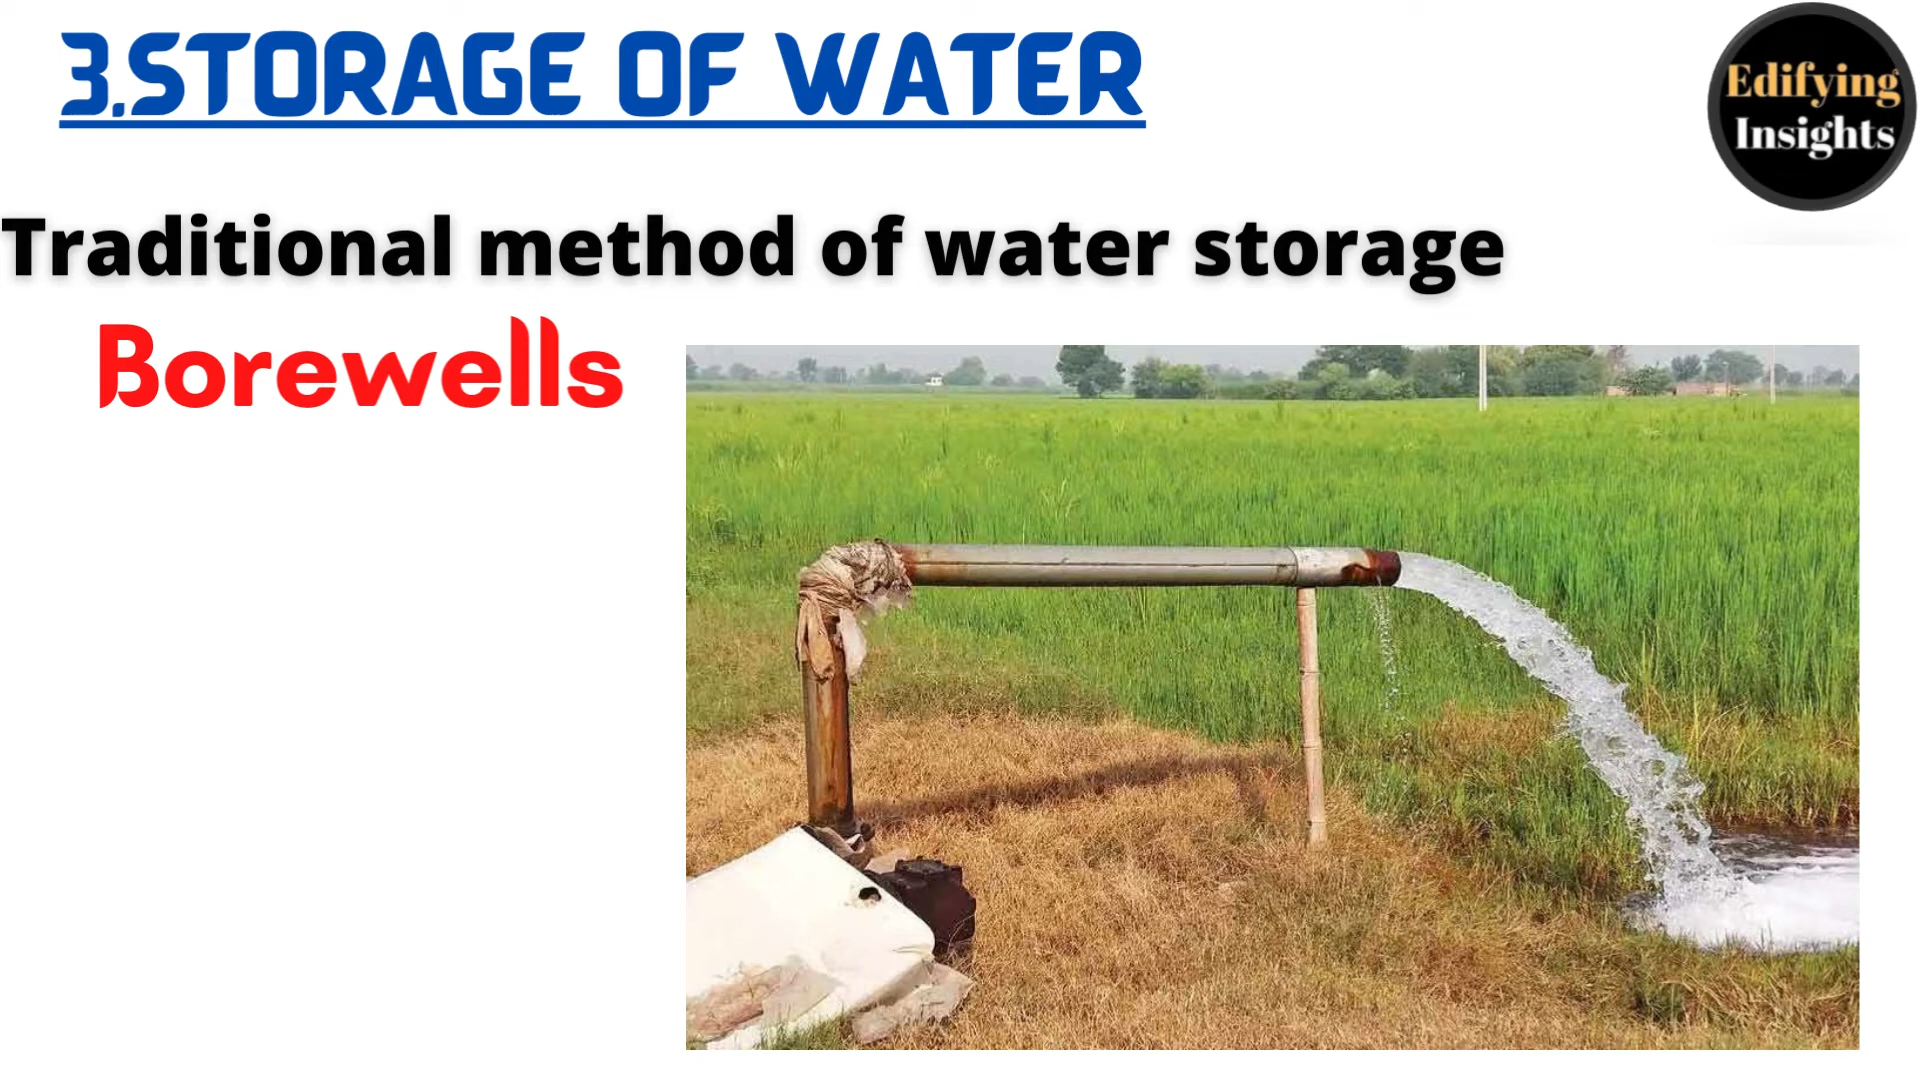 3.STORAGE OF WATER
Edifying
Insights
Traditional method of water storage
Borewells